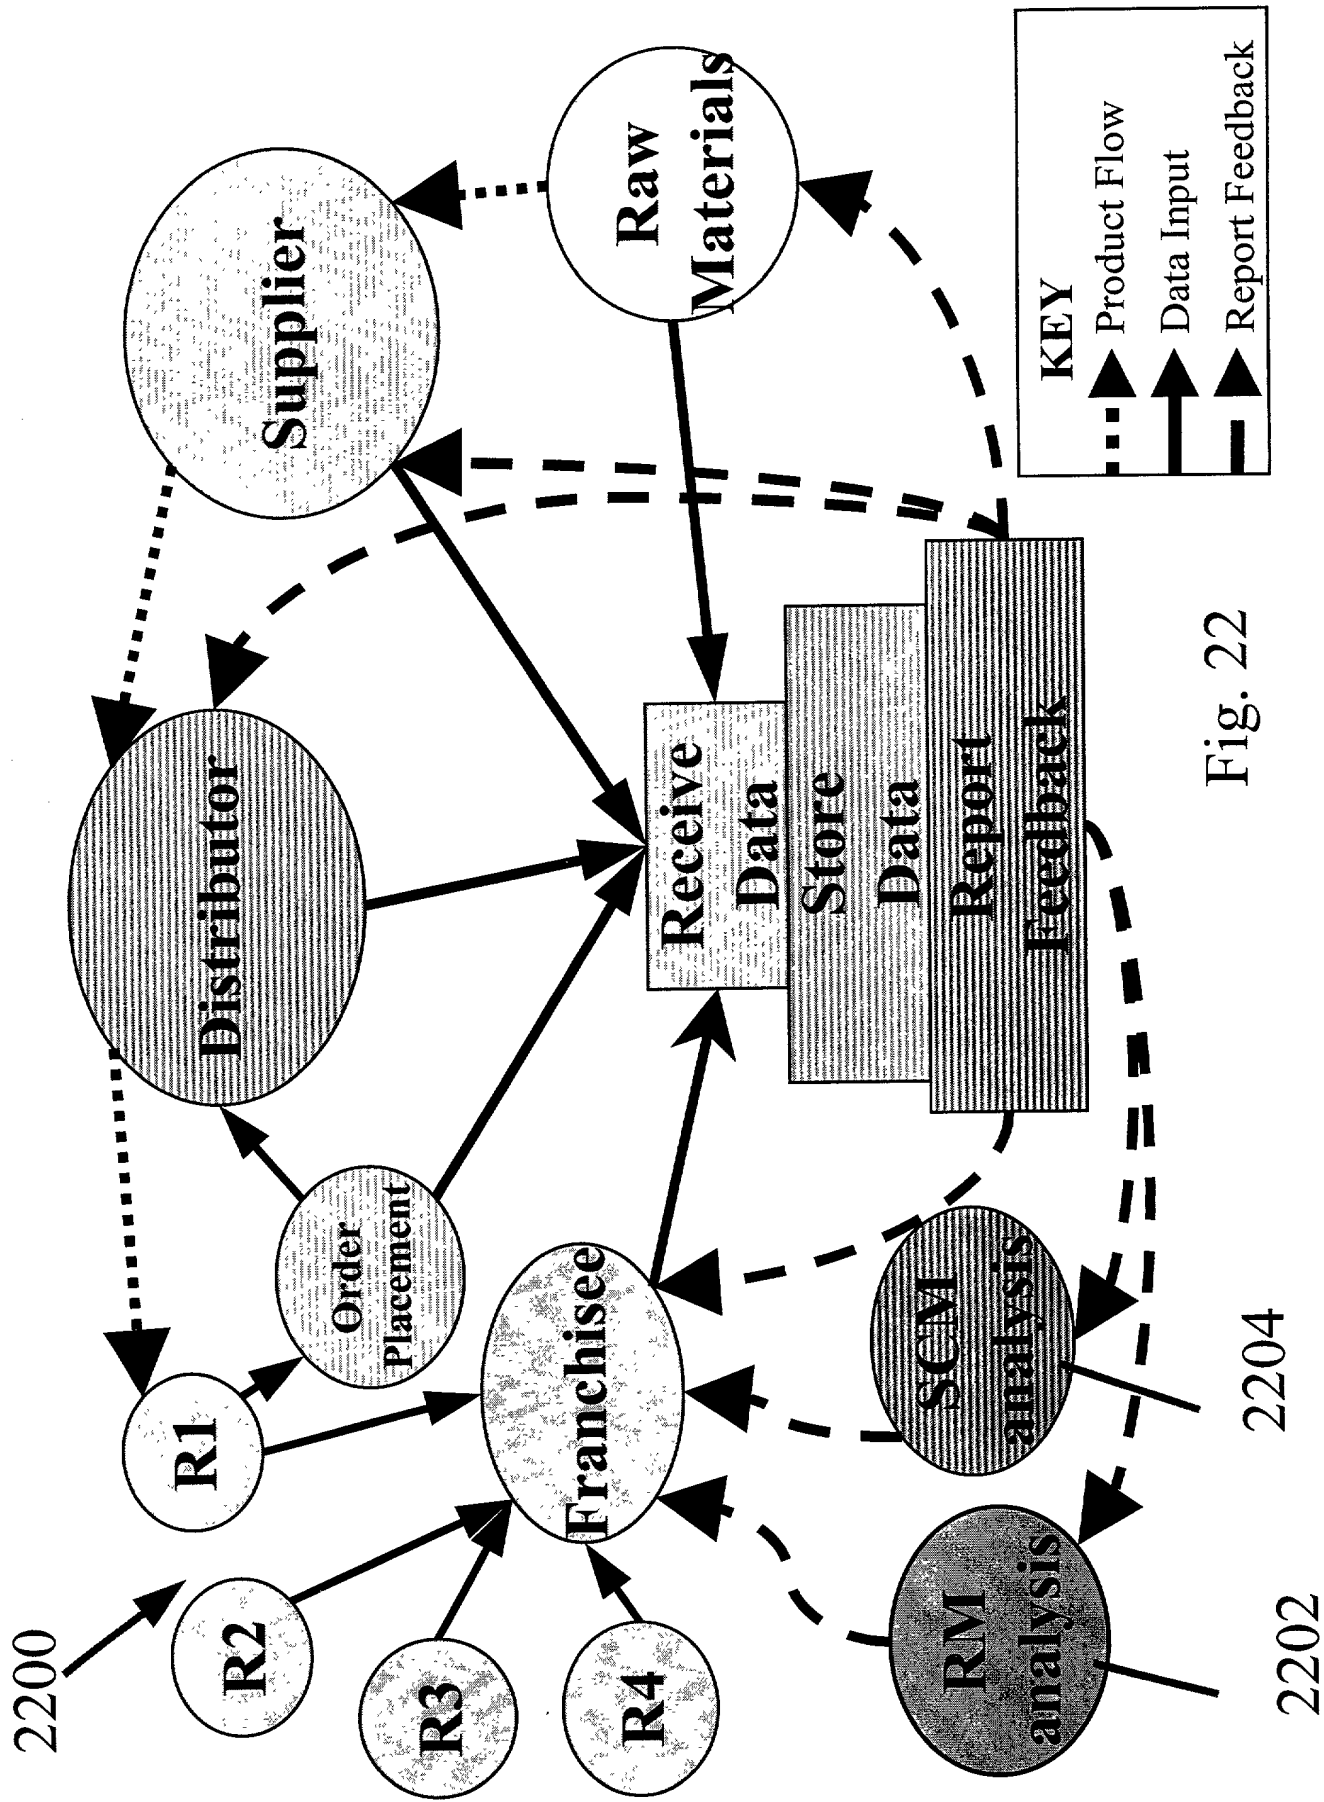 2200
R1
R2
R3
R4
Order
Placement
Distributor
Supplier
Franchisee
Raw
Materials
Receive
Data
Store
Data
Report
Feedback
SCM
analysis
RM
analysis
2202
2204
KEY
Product Flow
Data Input
Report Feedback
Fig. 22